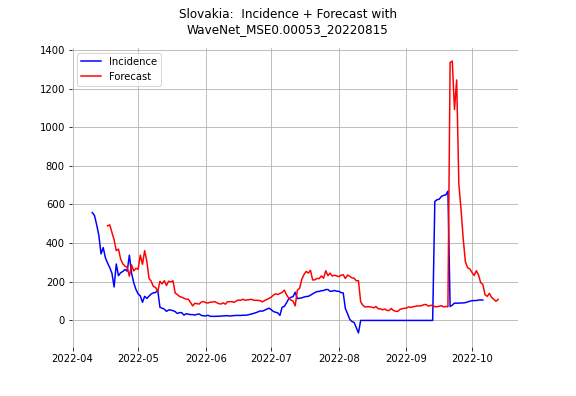 Slovakia:  Incidence + Forecast with
WaveNet_MSE0.00053_20220815
Incidence
Forecast
1400
1200
1000
800
600
400
200
0
2022-04 2022-05 2022-06 2022-07 2022-08 2022-09 2022-10